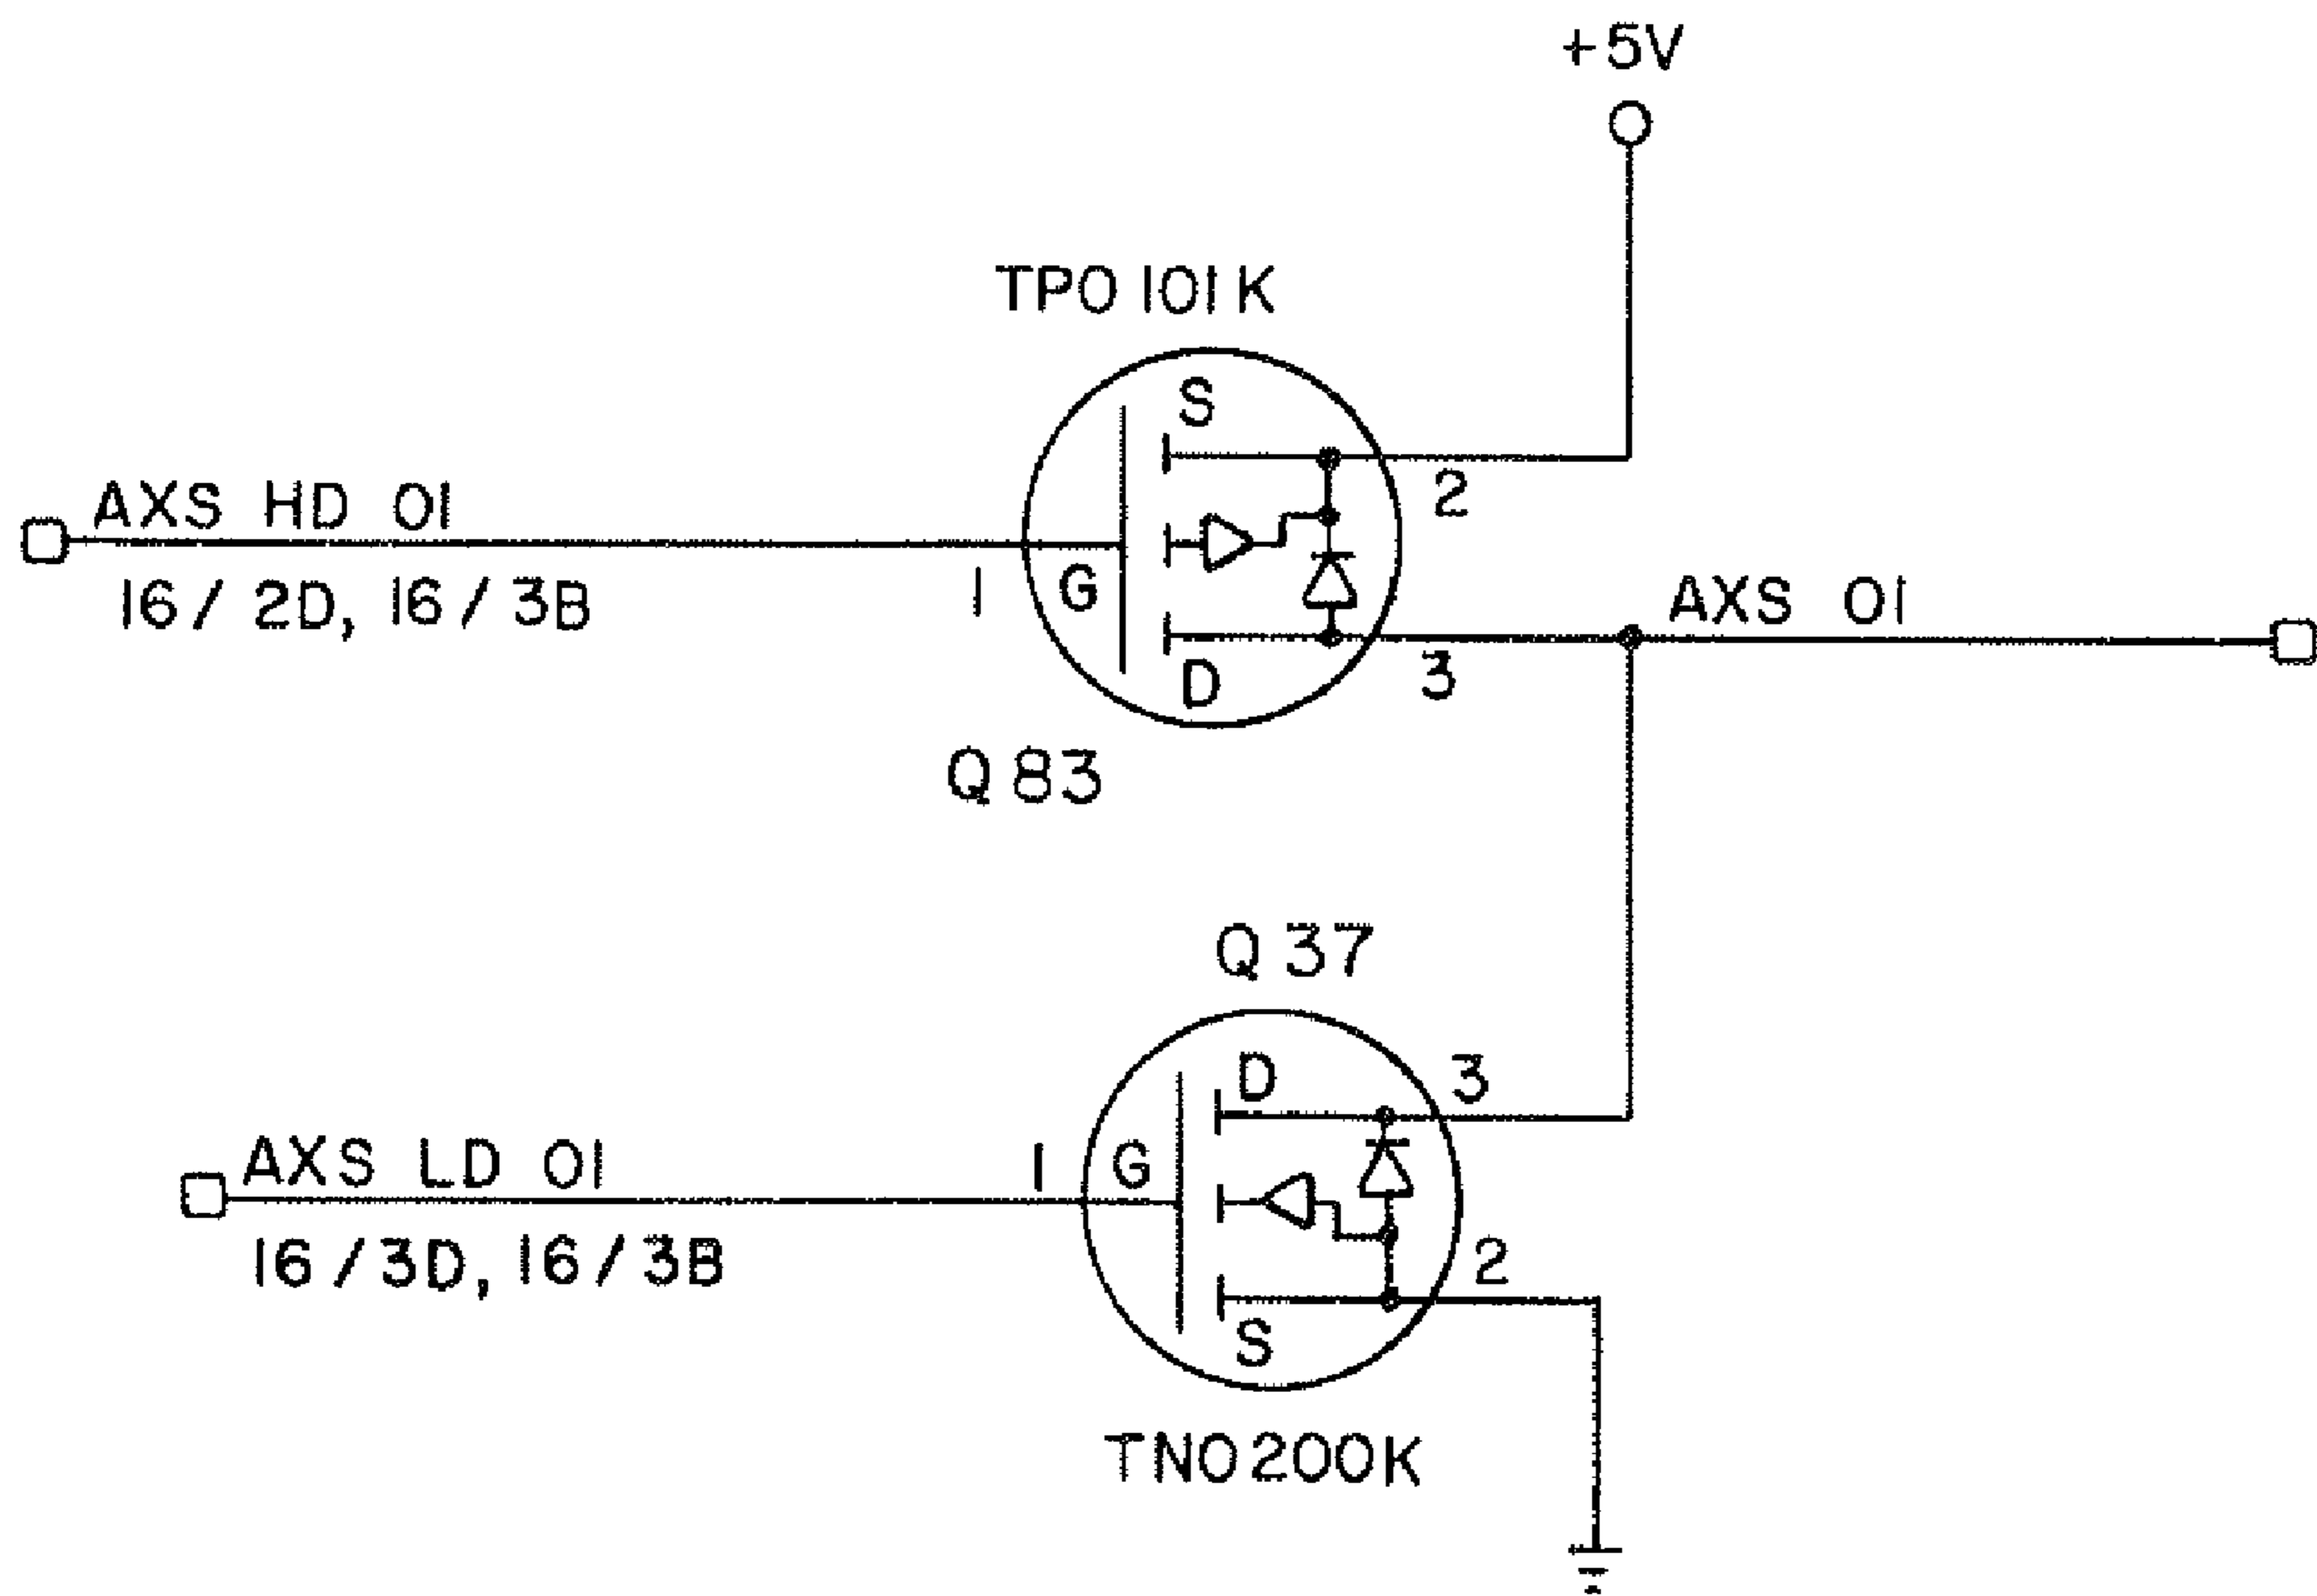 +5V
TP0101K
S
AXS HD 01
2
16/2D, 16/3B
1
G
AXS 01
D
3
Q83
Q37
D
3
AXS LD 01
1
G
16/3D, 16/3B
2
S
TN0200K